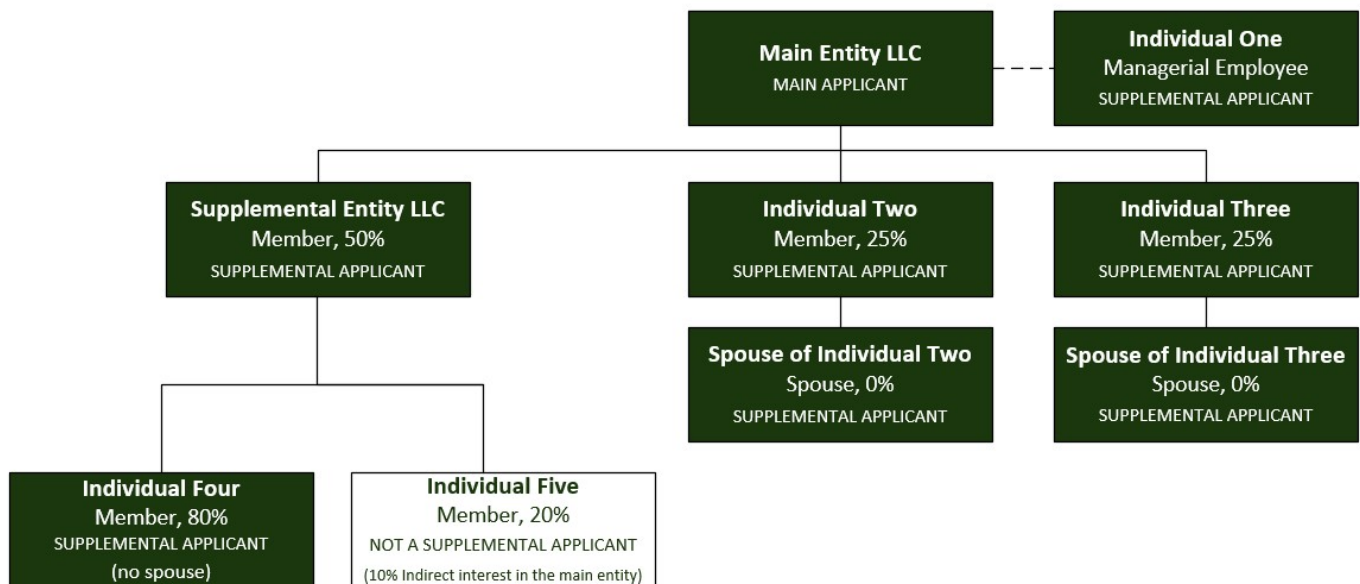 Main Entity LLC
MAIN APPLICANT
Individual One
Managerial Employee
SUPPLEMENTAL APPLICANT
Supplemental Entity LLC
Member, 50%
SUPPLEMENTAL APPLICANT
Individual Two
Member, 25%
SUPPLEMENTAL APPLICANT
Individual Three
Member, 25%
SUPPLEMENTAL APPLICANT
Spouse of Individual Two
Spouse, 0%
SUPPLEMENTAL APPLICANT
Spouse of Individual Three
Spouse, 0%
SUPPLEMENTAL APPLICANT
Individual Four
Member, 80%
SUPPLEMENTAL APPLICANT
(no spouse)
Individual Five
Member, 20%
NOT A SUPPLEMENTAL APPLICANT
(10% Indirect interest in the main entity)